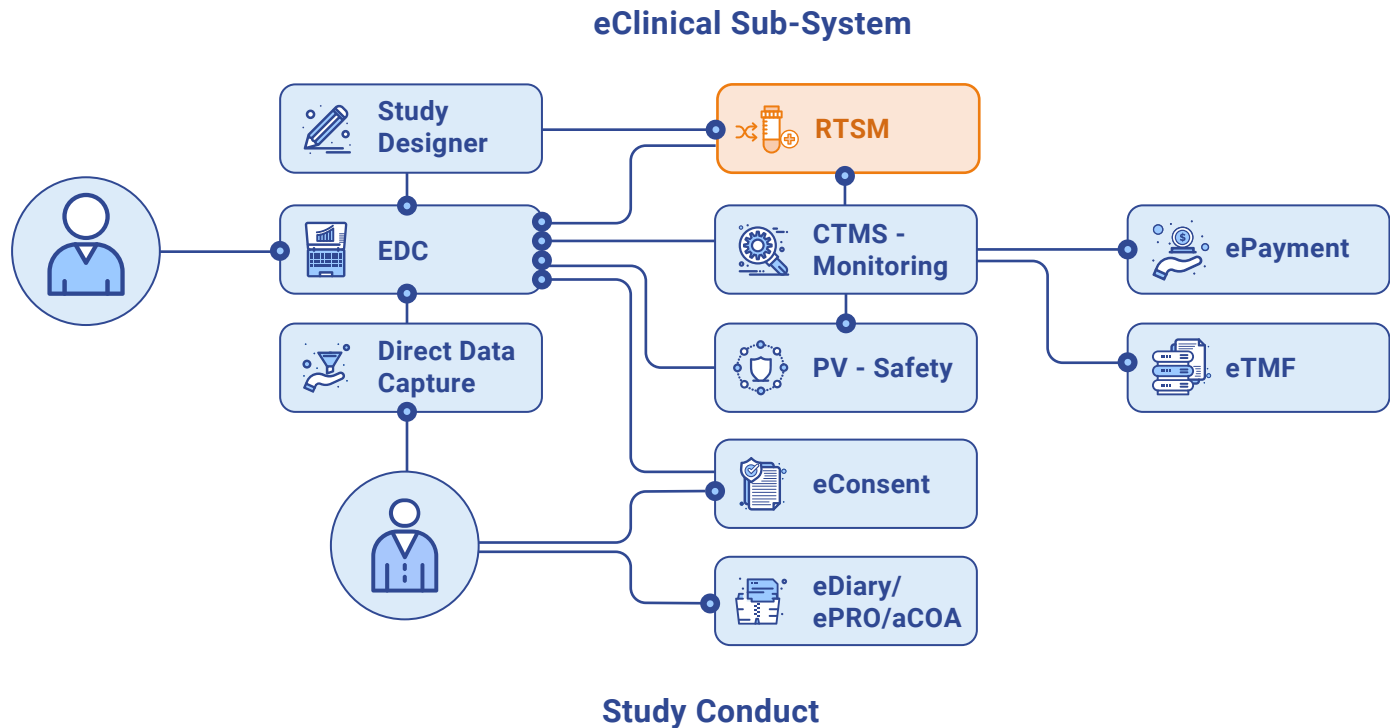 eClinical Sub-System
Study
Designer
RTSM
EDC
CTMS -
Monitoring
ePayment
Direct Data
Capture
PV - Safety
eTMF
eConsent
eDiary/
ePRO/aCOA
Study Conduct